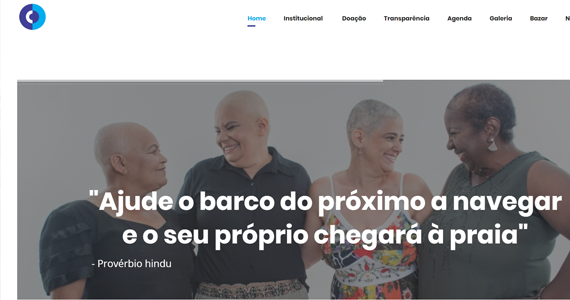 Home Institucional Doação Transparência Agenda Galeria Bazar N
"Ajude o barco do próximo a navegar
e o seu próprio chegará à praia"
- Provérbio hindu